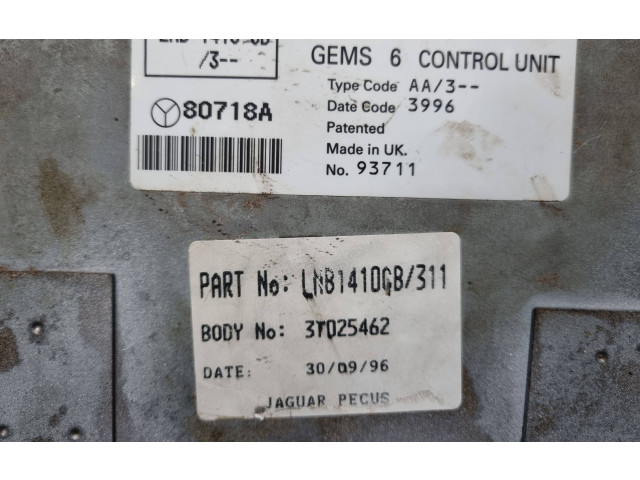 /3--
80718A
GEMS 6 CONTROL UNIT
Type Code AA/3--
Date Code 3996
Patented
Made in UK.
No. 93711
PART No: LNB1410GB/311
BODY No: 3T025462
DATE: 30/09/96
JAGUAR PECUS